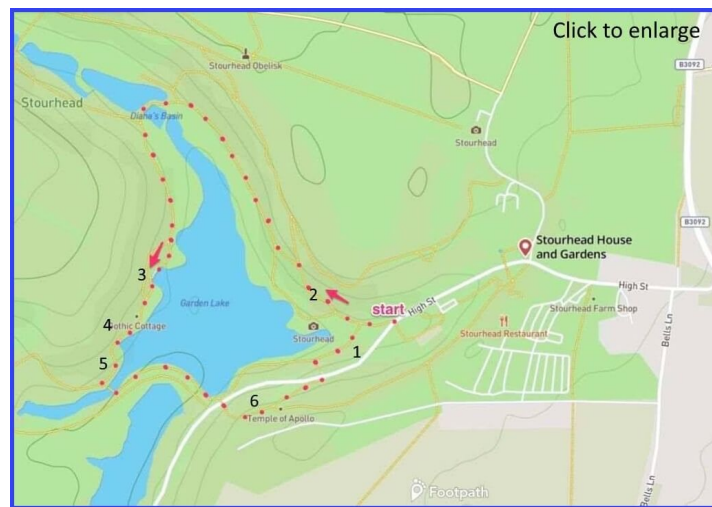 Click to enlarge
B3092
Stourhead Obelisk
Stourhead
Diana's Basin
Stourhead
B3092
Stourhead House
and Gardens
3
2
start
High St
High St
Garden Lake
4
Gothic Cottage
Stourhead
1
Stourhead Restaurant
Stourhead Farm Shop
Bells Ln
5
6
Temple of Apollo
Footpath
Bells Ln